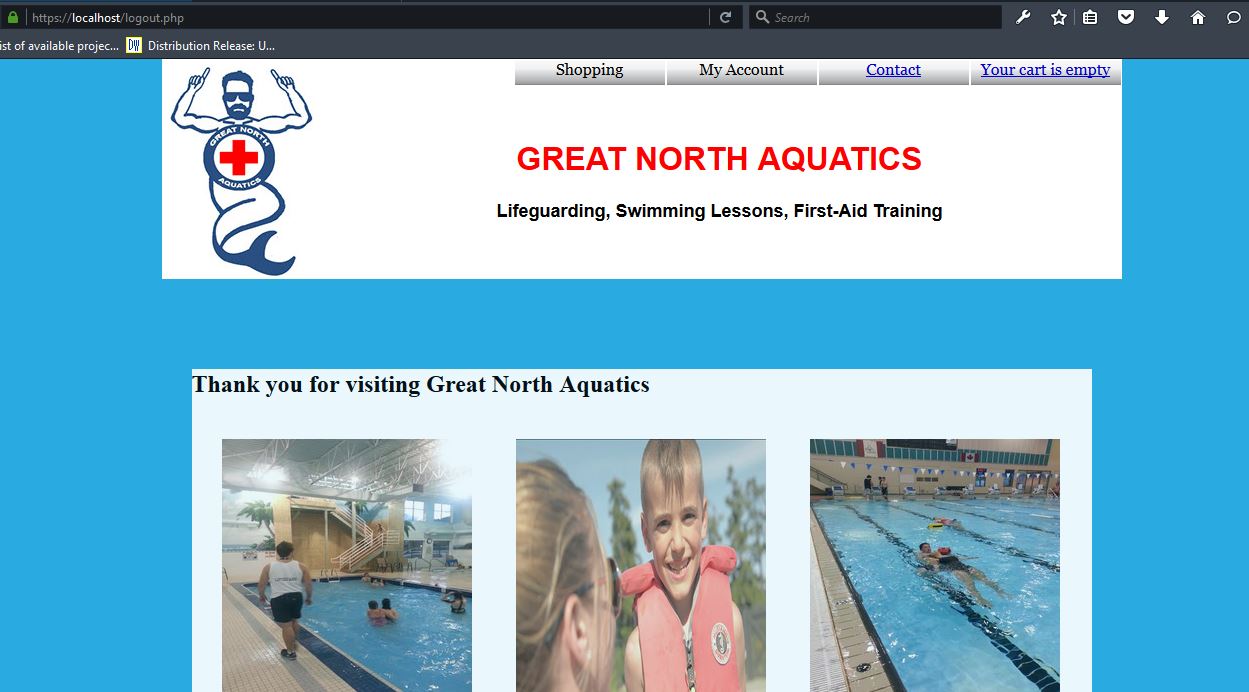 https://localhost/logout.php
Search
ist of available projec...
DW
Distribution Release: U...
Shopping
My Account
Contact
Your cart is empty
GREAT NORTH
AQUATICS
GREAT NORTH AQUATICS
Lifeguarding, Swimming Lessons, First-Aid Training
Thank you for visiting Great North Aquatics